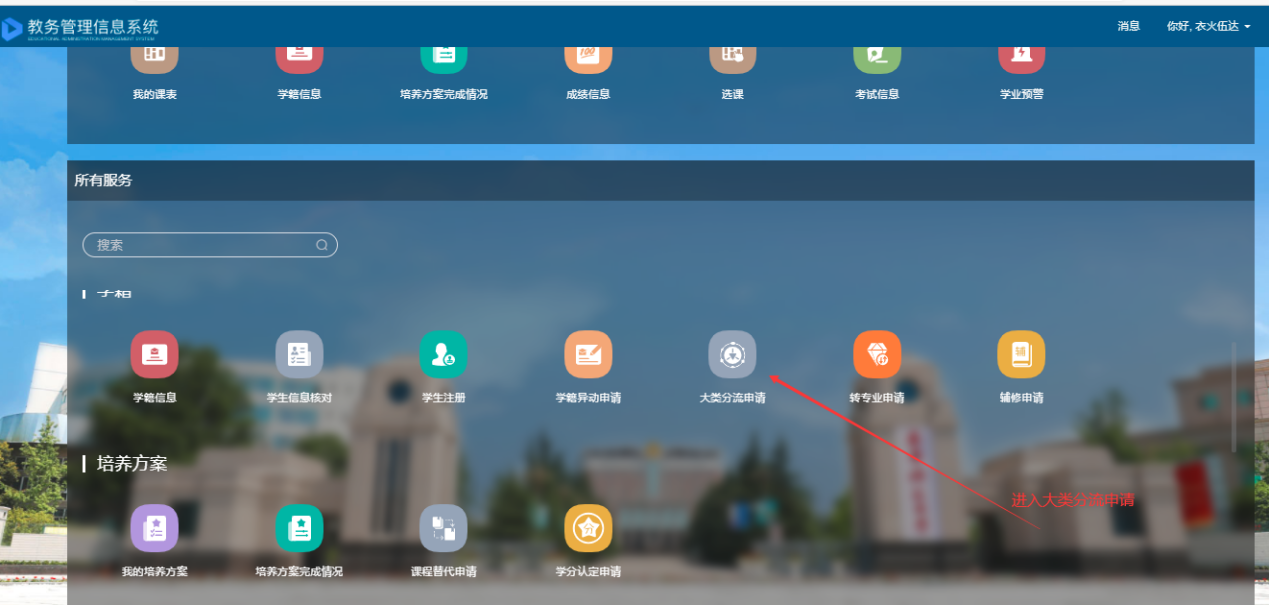 教务管理信息系统
消息 你好, 衣火伍达
我的课表 学籍信息 培养方案完成情况 成绩信息 选课 考试信息 学业预警
所有服务
搜索
学籍信息 学生信息核对 学生注册 学籍异动申请 大类分流申请 转专业申请 辅修申请
进入大类分流申请
培养方案
我的培养方案 培养方案完成情况 课程替代申请 学分认定申请